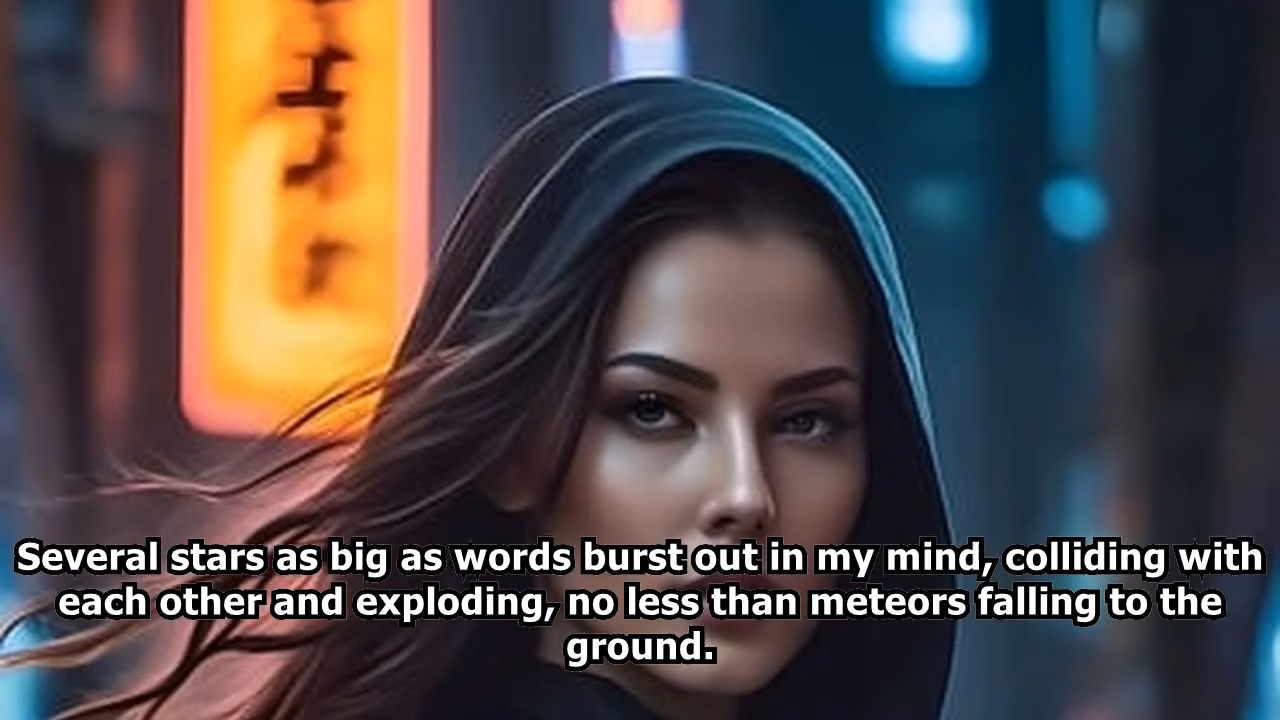 Several stars as big as words burst out in my mind, colliding with
each other and exploding, no less than meteors falling to the
ground.